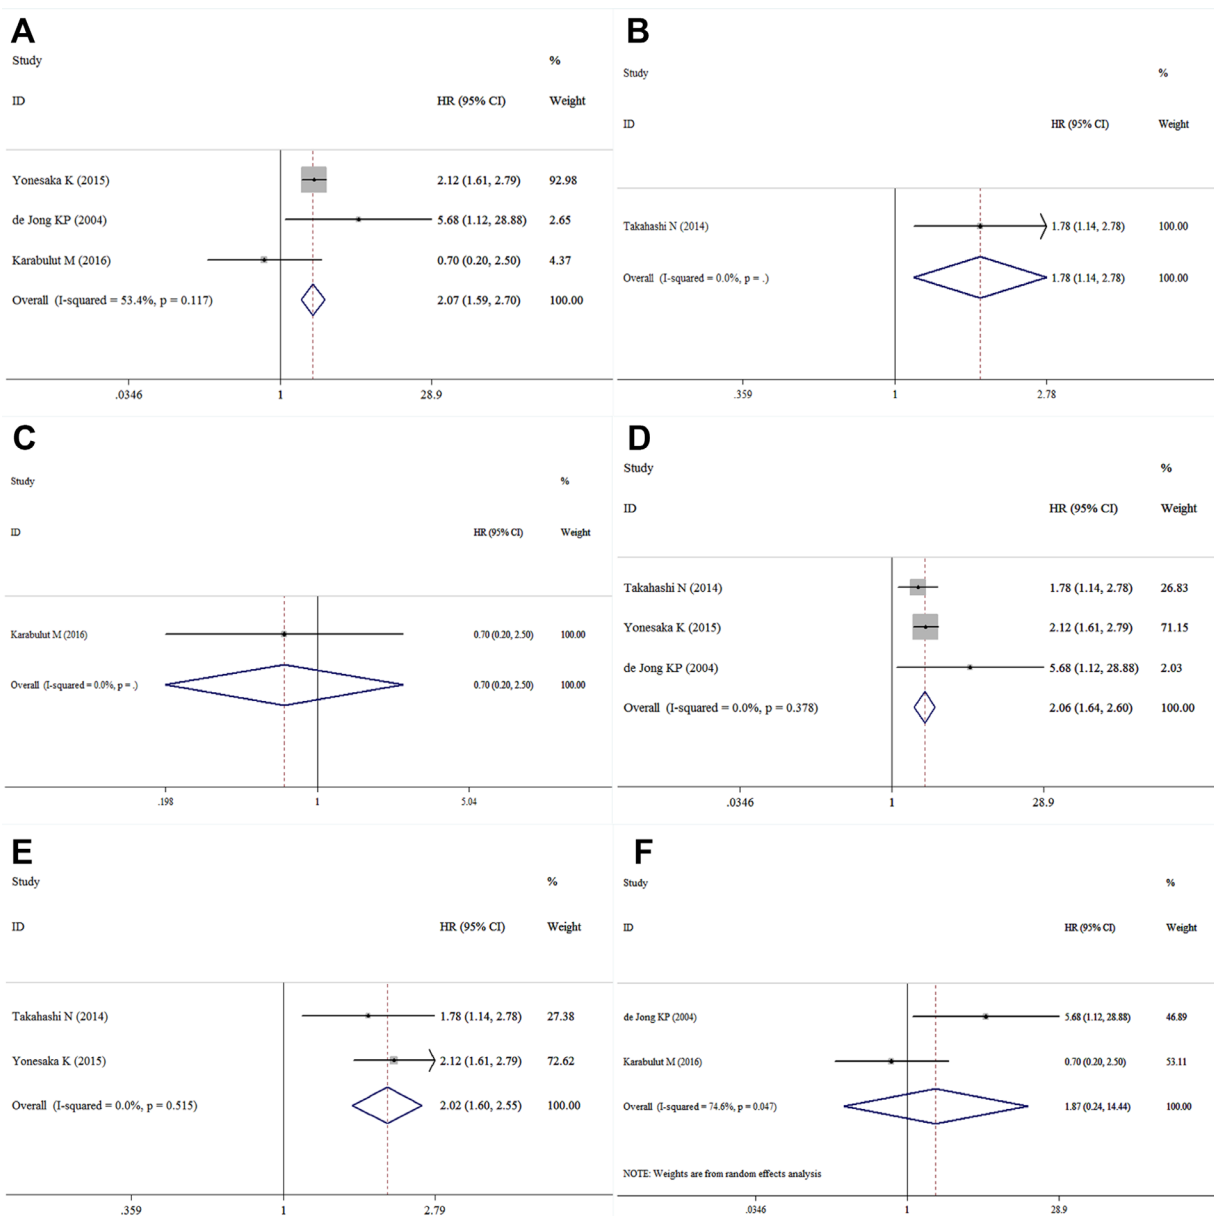 A
Study %
ID HR (95% CI) Weight
Yonesaka K (2015) 2.12 (1.61, 2.79) 92.98
de Jong KP (2004) 5.68 (1.12, 28.88) 2.65
Karabulut M (2016) 0.70 (0.20, 2.50) 4.37
Overall (I-squared = 53.4%, p = 0.117) 2.07 (1.59, 2.70) 100.00
.0346 1 28.9
B
Study %
ID HR (95% CI) Weight
Takahashi N (2014) 1.78 (1.14, 2.78) 100.00
Overall (I-squared = 0.0%, p = .) 1.78 (1.14, 2.78) 100.00
.359 1 2.78
C
Study %
ID HR (95% CI) Weight
Karabulut M (2016) 0.70 (0.20, 2.50) 100.00
Overall (I-squared = 0.0%, p = .) 0.70 (0.20, 2.50) 100.00
.198 1 5.04
D
Study %
ID HR (95% CI) Weight
Takahashi N (2014) 1.78 (1.14, 2.78) 26.83
Yonesaka K (2015) 2.12 (1.61, 2.79) 71.15
de Jong KP (2004) 5.68 (1.12, 28.88) 2.03
Overall (I-squared = 0.0%, p = 0.378) 2.06 (1.64, 2.60) 100.00
.0346 1 28.9
E
Study %
ID HR (95% CI) Weight
Takahashi N (2014) 1.78 (1.14, 2.78) 27.38
Yonesaka K (2015) 2.12 (1.61, 2.79) 72.62
Overall (I-squared = 0.0%, p = 0.515) 2.02 (1.60, 2.55) 100.00
.359 1 2.79
F
Study %
ID HR (95% CI) Weight
de Jong KP (2004) 5.68 (1.12, 28.88) 46.89
Karabulut M (2016) 0.70 (0.20, 2.50) 53.11
Overall (I-squared = 74.6%, p = 0.047) 1.87 (0.24, 14.44) 100.00
NOTE: Weights are from random effects analysis
.0346 1 28.9